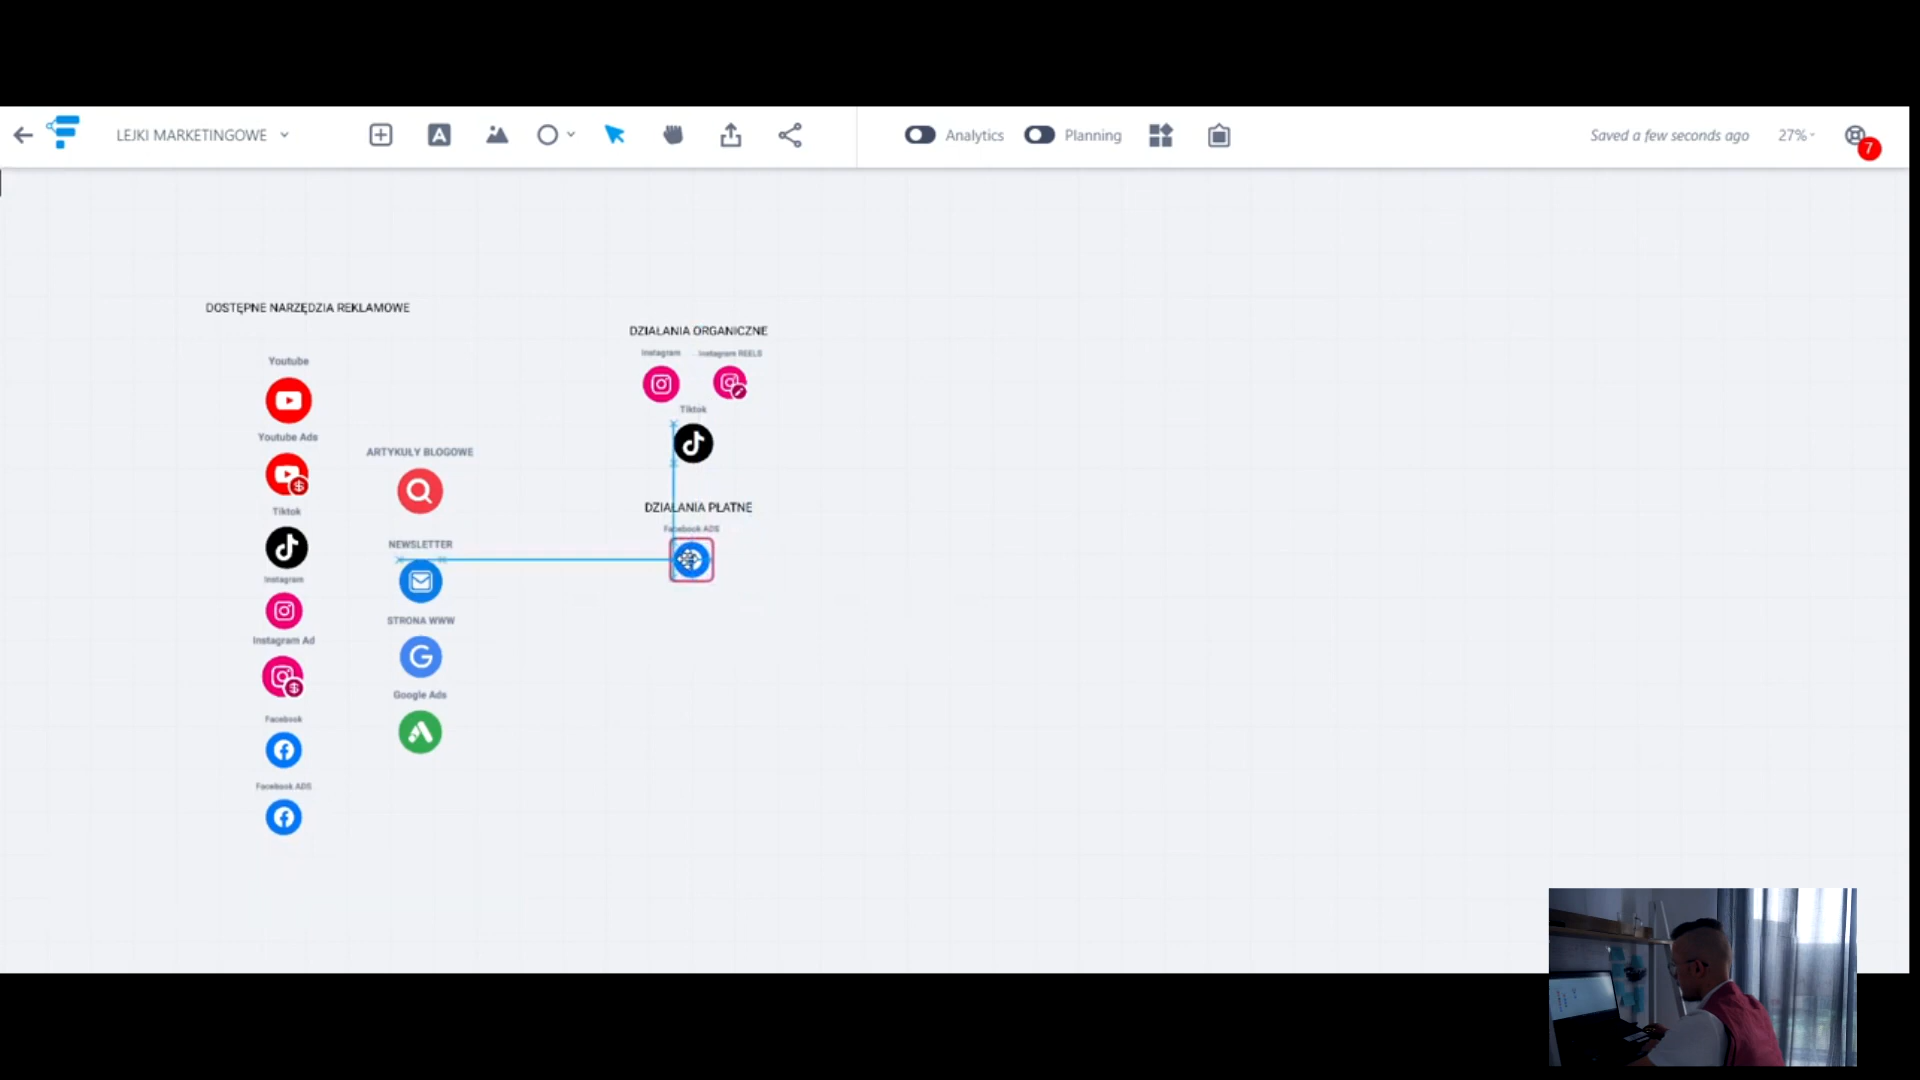 LEJKI MARKETINGOWE
Analytics
Planning
Saved a few seconds ago
27%
7
DOSTĘPNE NARZĘDZIA REKLAMOWE
Youtube
Youtube Ads
Tiktok
Instagram
Instagram Ad
Facebook
Facebook ADS
ARTYKUŁY BLOGOWE
NEWSLETTER
STRONA WWW
Google Ads
DZIAŁANIA ORGANICZNE
Instagram
Instagram REELS
Tiktok
DZIAŁANIA PŁATNE
Facebook ADS